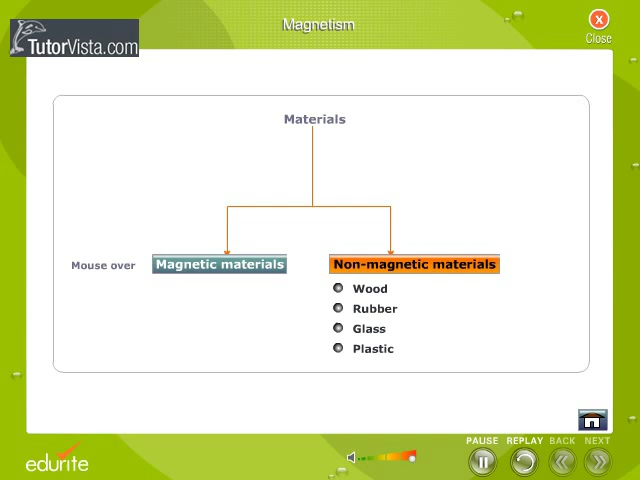 Magnetism
X
Close
TutorVista.com
Materials
Mouse over
Magnetic materials
Non-magnetic materials
Wood
Rubber
Glass
Plastic
PAUSE REPLAY BACK NEXT
edurite